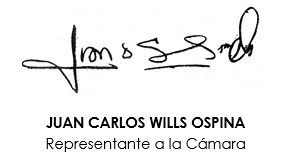 JUAN CARLOS WILLS OSPINA
Representante a la Cámara